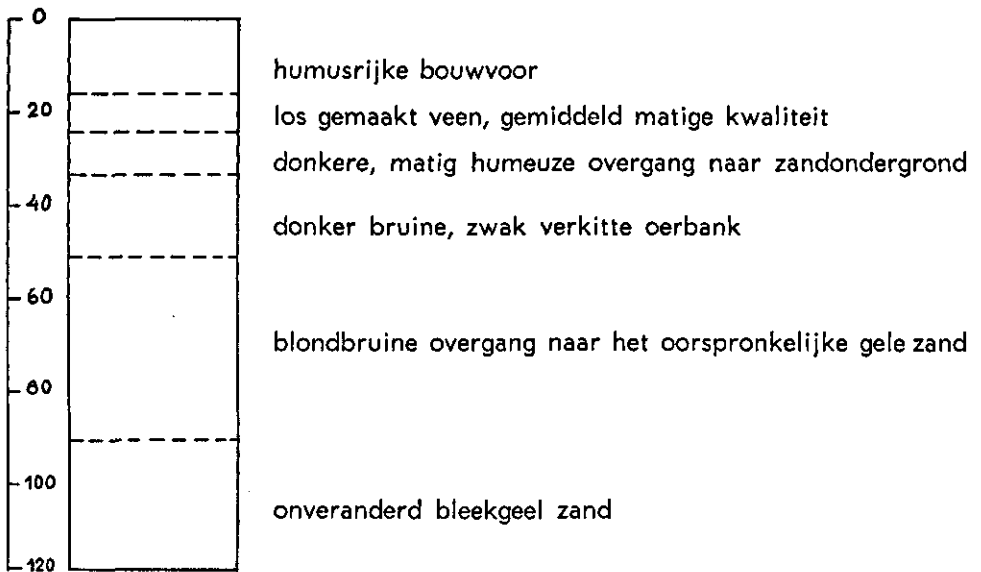 0
humusrijke bouwvoor
20
los gemaakt veen, gemiddeld matige kwaliteit
donkere, matig humeuze overgang naar zandondergrond
40
donker bruine, zwak verkitte oerbank
60
blondbruine overgang naar het oorspronkelijke gele zand
80
100
onveranderd bleekgeel zand
120